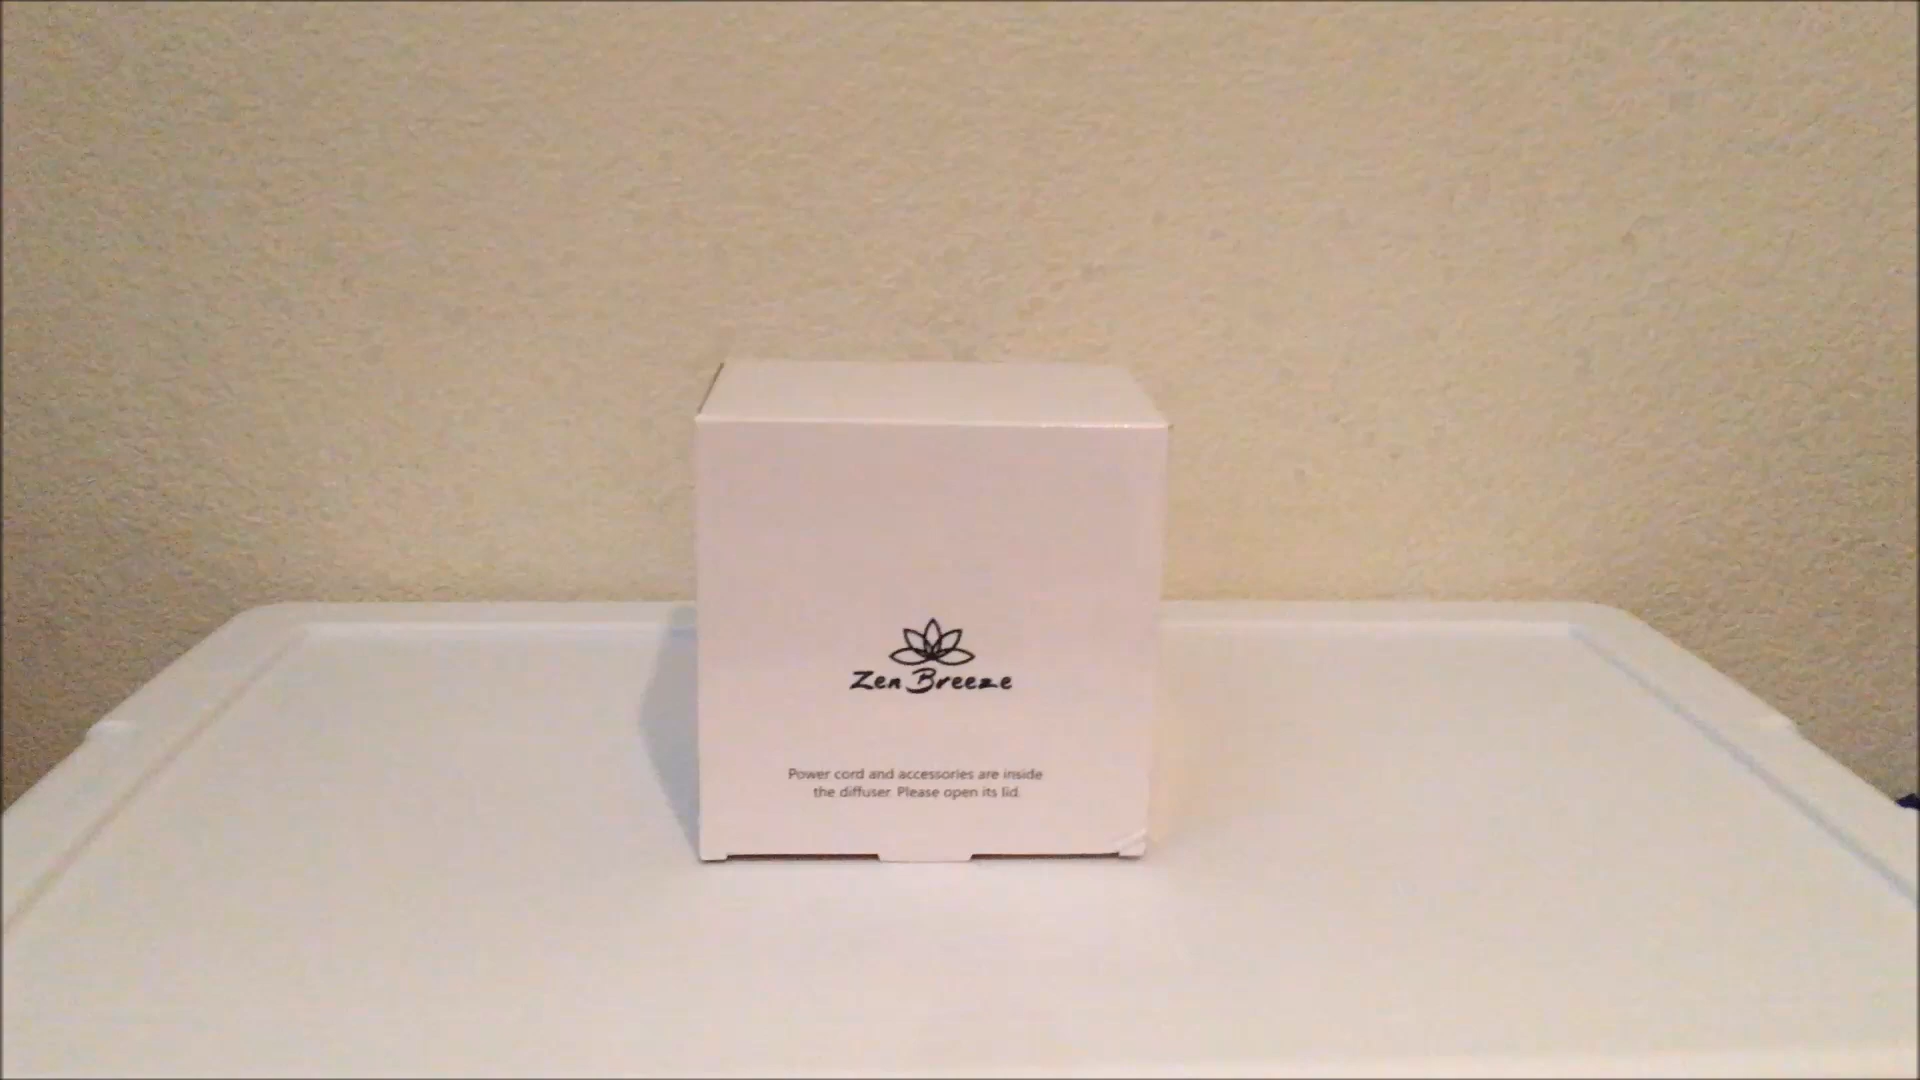 Zen Breeze
Power cord and accessories are inside
the diffuser. Please open its lid.